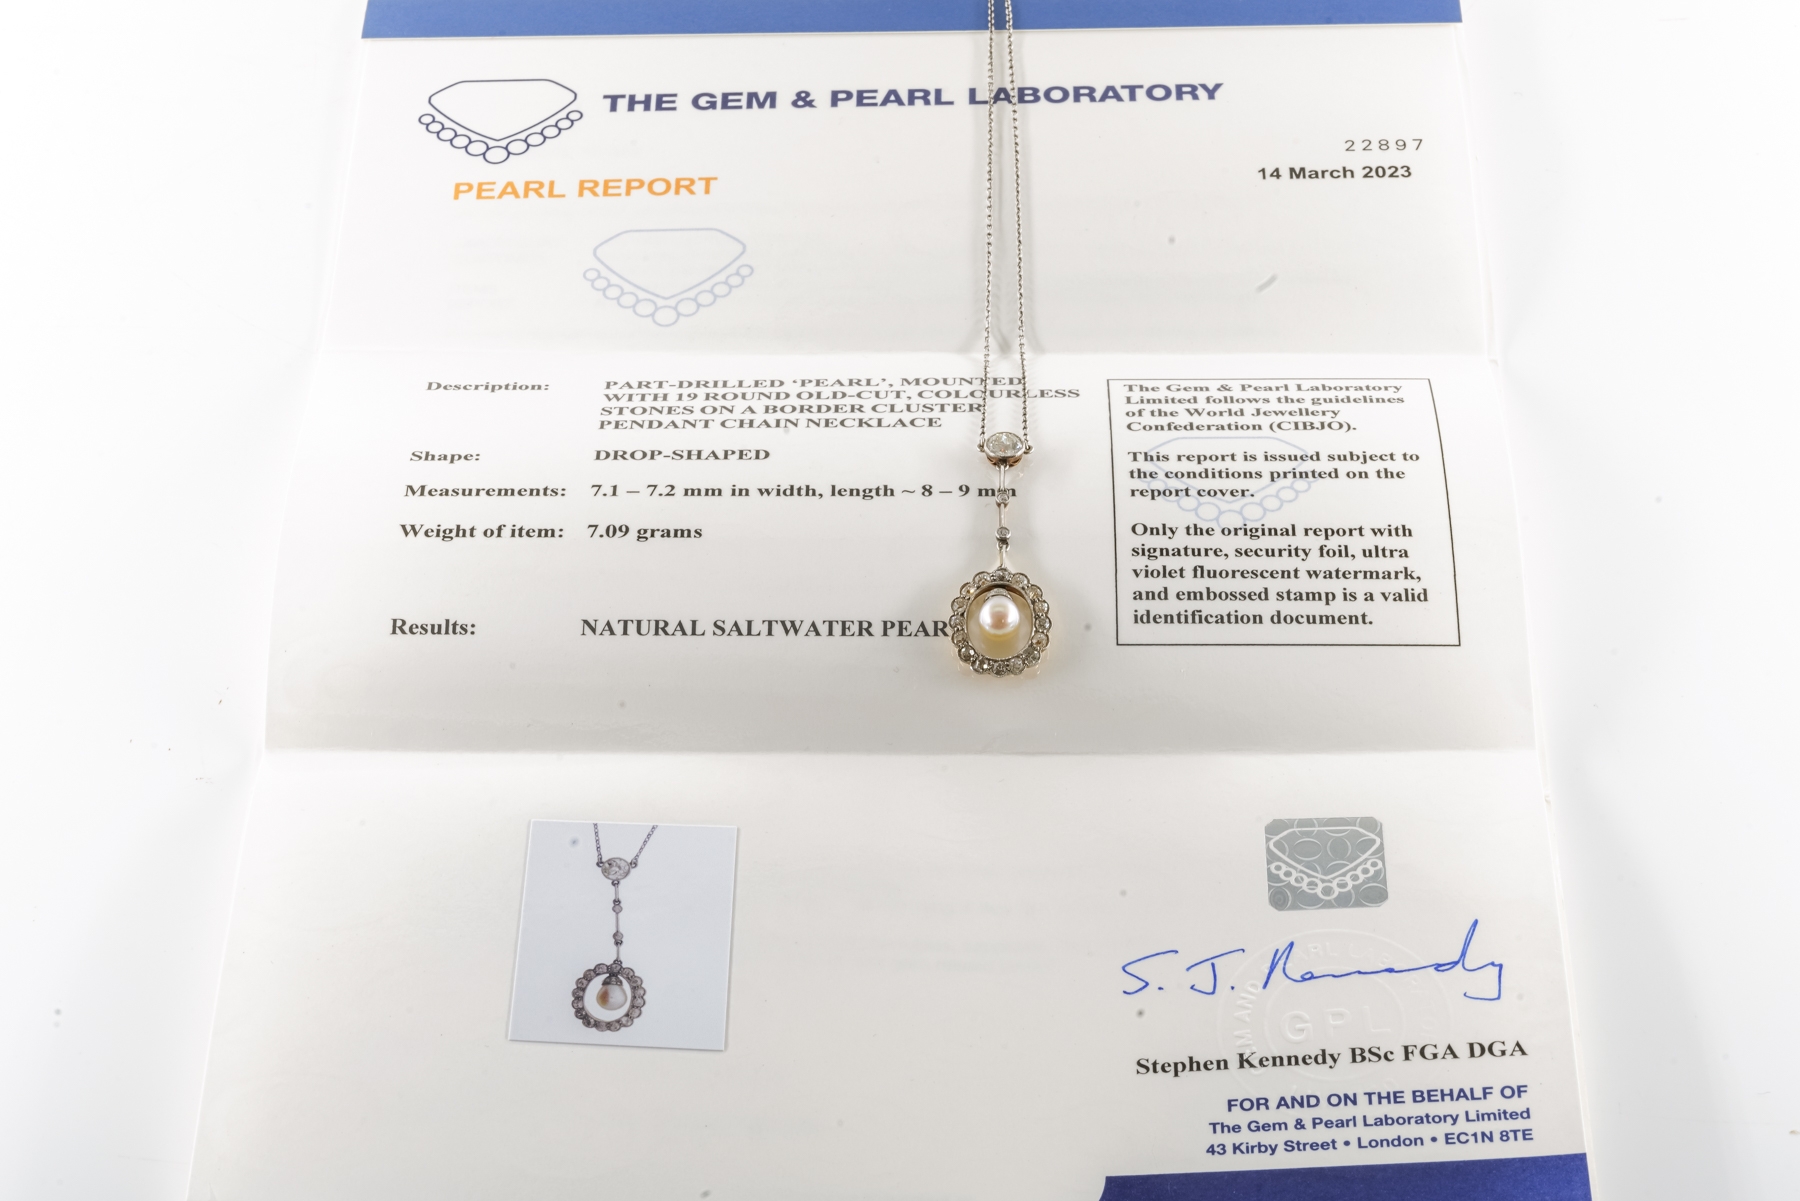 THE GEM & PEARL LABORATORY
22897
14 March 2023
PEARL REPORT
Description: PART-DRILLED ‘PEARL’, MOUNTED
WITH 19 ROUND OLD-CUT, COLOURLESS
STONES ON A BORDER CLUSTER
PENDANT CHAIN NECKLACE
Shape: DROP-SHAPED
Measurements: 7.1 – 7.2 mm in width, length ~ 8 – 9 mm
Weight of item: 7.09 grams
Results: NATURAL SALTWATER PEAR
The Gem & Pearl Laboratory
Limited follows the guidelines
of the World Jewellery
Confederation (CIBJO).
This report is issued subject to
the conditions printed on the
report cover.
Only the original report with
signature, security foil, ultra
violet fluorescent watermark,
and embossed stamp is a valid
identification document.
S. J. Kennedy
GPL
Stephen Kennedy BSc FGA DGA
FOR AND ON THE BEHALF OF
The Gem & Pearl Laboratory Limited
43 Kirby Street • London • EC1N 8TE